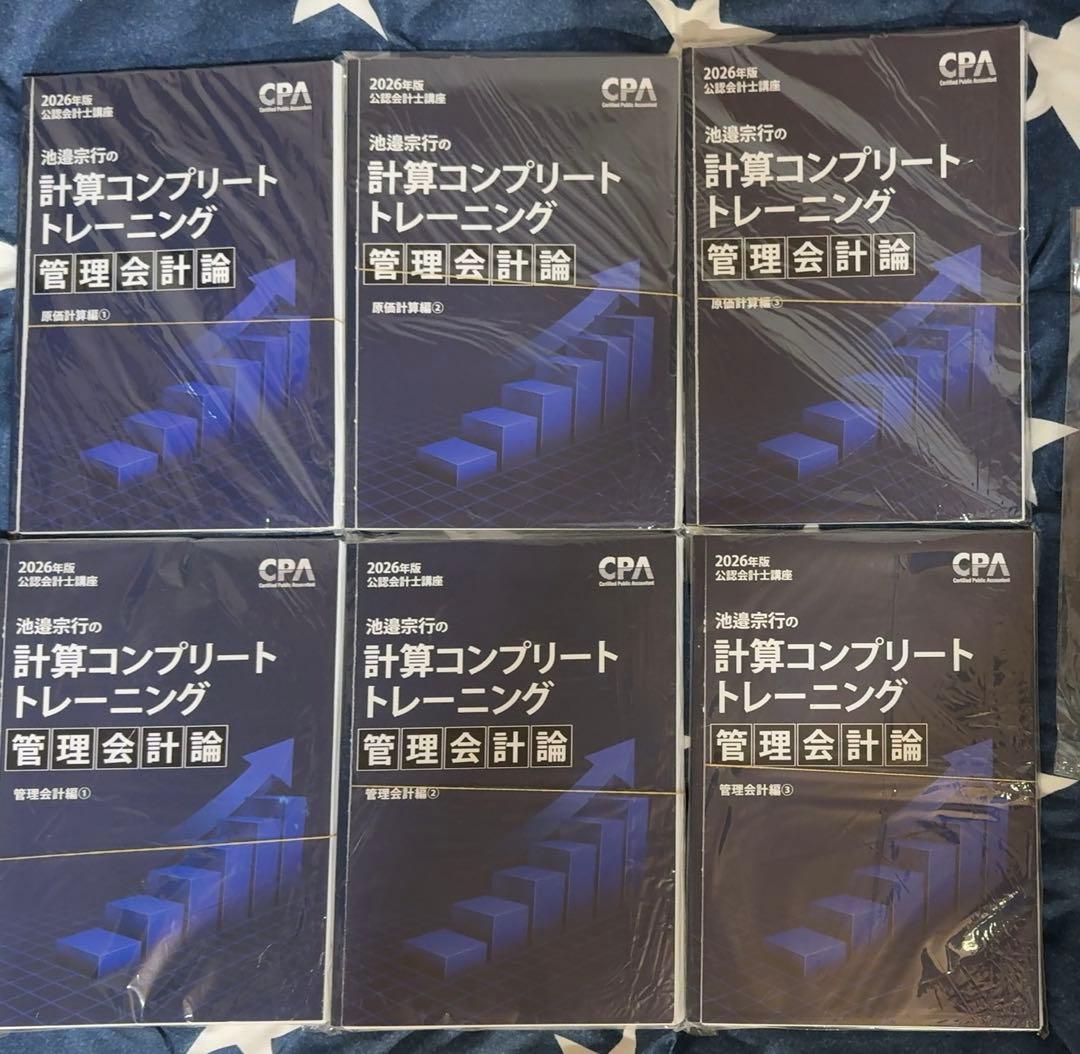 2026年版
公認会計士講座
CPA
Certified Public Accountant
池邉宗行の
計算コンプリート
トレーニング
管理会計論
原価計算編①
2026年版
公認会計士講座
CPA
Certified Public Accountant
池邉宗行の
計算コンプリート
トレーニング
管理会計論
原価計算編②
2026年版
公認会計士講座
CPA
Certified Public Accountant
池邉宗行の
計算コンプリート
トレーニング
管理会計論
原価計算編③
2026年版
公認会計士講座
CPA
Certified Public Accountant
池邉宗行の
計算コンプリート
トレーニング
管理会計論
管理会計編①
2026年版
公認会計士講座
CPA
Certified Public Accountant
池邉宗行の
計算コンプリート
トレーニング
管理会計論
管理会計編②
2026年版
公認会計士講座
CPA
Certified Public Accountant
池邉宗行の
計算コンプリート
トレーニング
管理会計論
管理会計編③